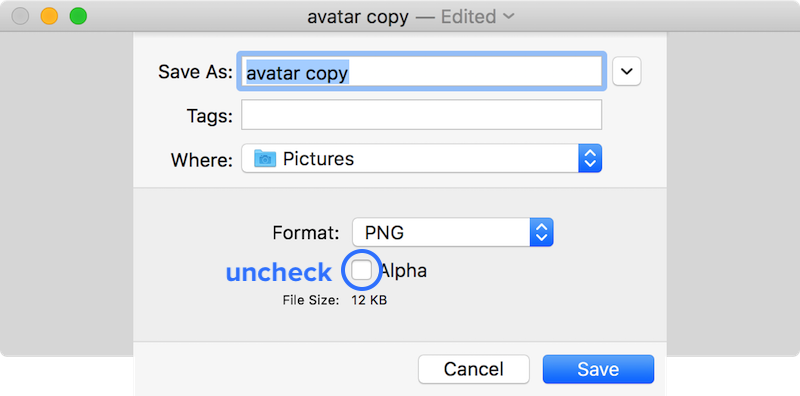 avatar copy — Edited
Save As: avatar copy
Tags:
Where: Pictures
Format: PNG
uncheck Alpha
File Size: 12 KB
Cancel Save